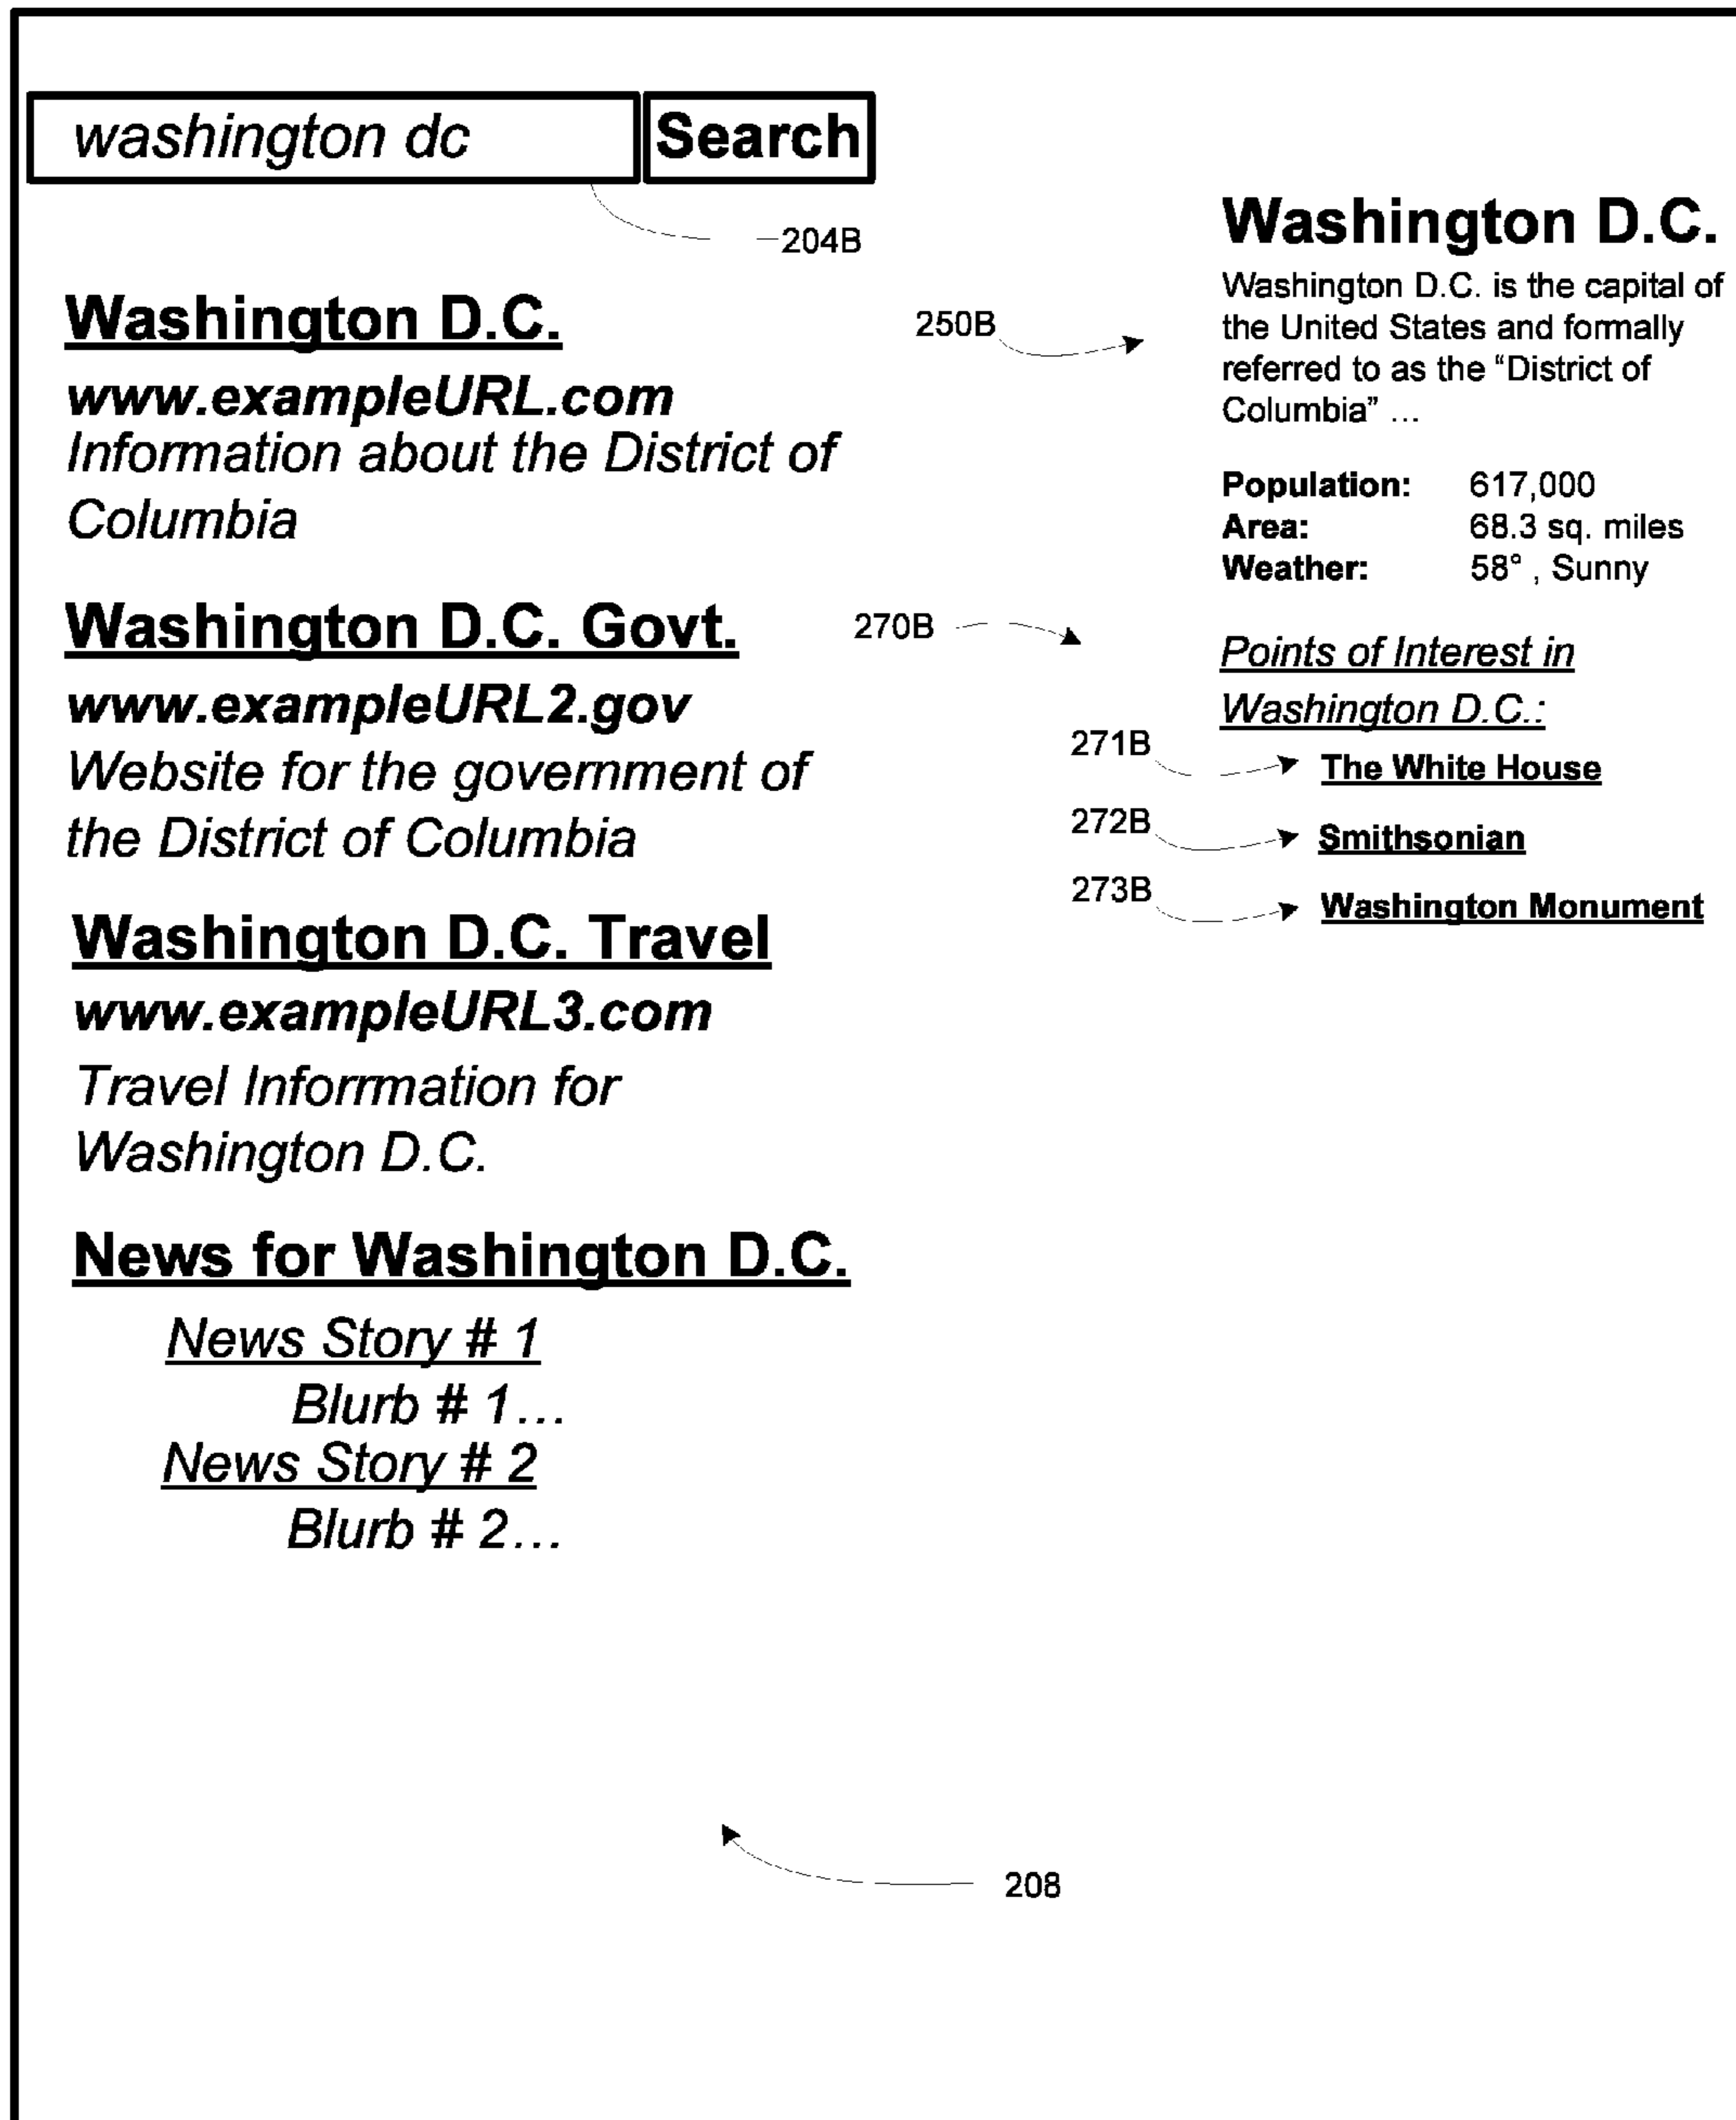 washington dc
Search
204B
Washington D.C.
www.exampleURL.com
Information about the District of
Columbia
Washington D.C. Govt.
www.exampleURL2.gov
Website for the government of
the District of Columbia
Washington D.C. Travel
www.exampleURL3.com
Travel Inforrmation for
Washington D.C.
News for Washington D.C.
News Story # 1
Blurb # 1...
News Story # 2
Blurb # 2...
250B
Washington D.C.
Washington D.C. is the capital of
the United States and formally
referred to as the “District of
Columbia” ...
Population: 617,000
Area: 68.3 sq. miles
Weather: 58° , Sunny
270B
Points of Interest in
Washington D.C.:
271B
The White House
272B
Smithsonian
273B
Washington Monument
208